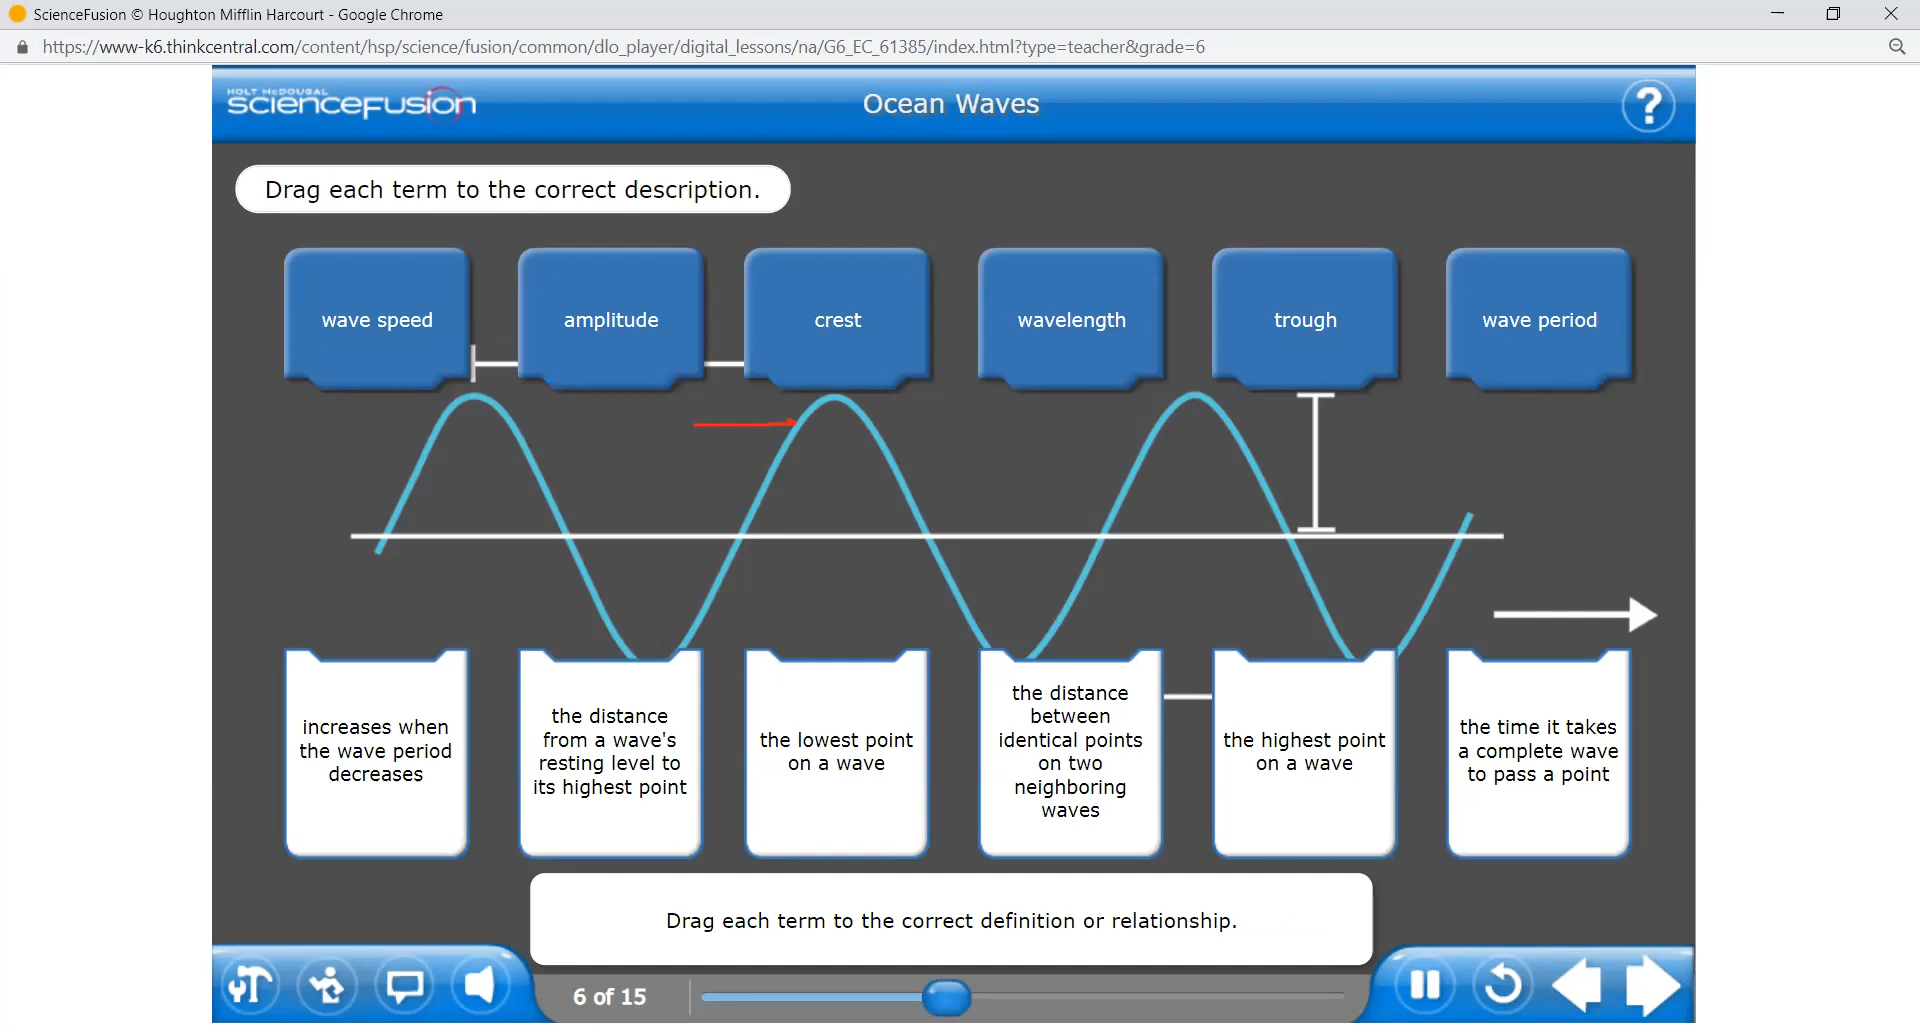 ScienceFusion © Houghton Mifflin Harcourt - Google Chrome
https://www-k6.thinkcentral.com/content/hsp/science/fusion/common/dlo_player/digital_lessons/na/G6_EC_61385/index.html?type=teacher&grade=6
HOLT McDOUGAL
SCIENCEFUSION
Ocean Waves
?
Drag each term to the correct description.
wave speed
amplitude
crest
wavelength
trough
wave period
increases when
the wave period
decreases
the distance
from a wave's
resting level to
its highest point
the lowest point
on a wave
the distance
between
identical points
on two
neighboring
waves
the highest point
on a wave
the time it takes
a complete wave
to pass a point
Drag each term to the correct definition or relationship.
6 of 15